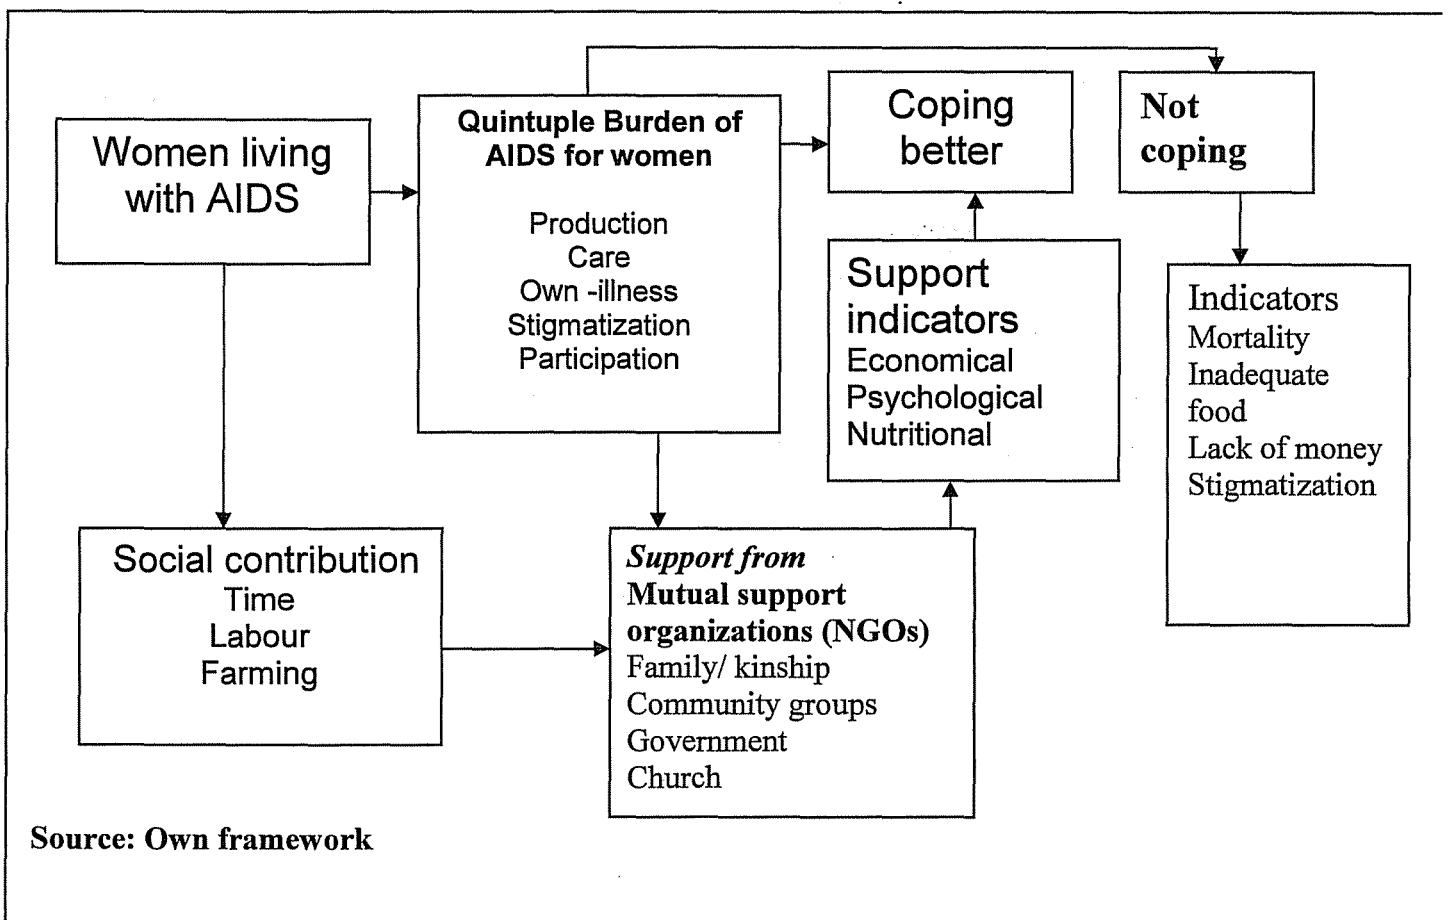 Women living
with AIDS
Quintuple Burden of
AIDS for women
Production
Care
Own -illness
Stigmatization
Participation
Coping
better
Not
coping
Support
indicators
Economical
Psychological
Nutritional
Indicators
Mortality
Inadequate
food
Lack of money
Stigmatization
Social contribution
Time
Labour
Farming
Support from
Mutual support
organizations (NGOs)
Family/ kinship
Community groups
Government
Church
Source: Own framework